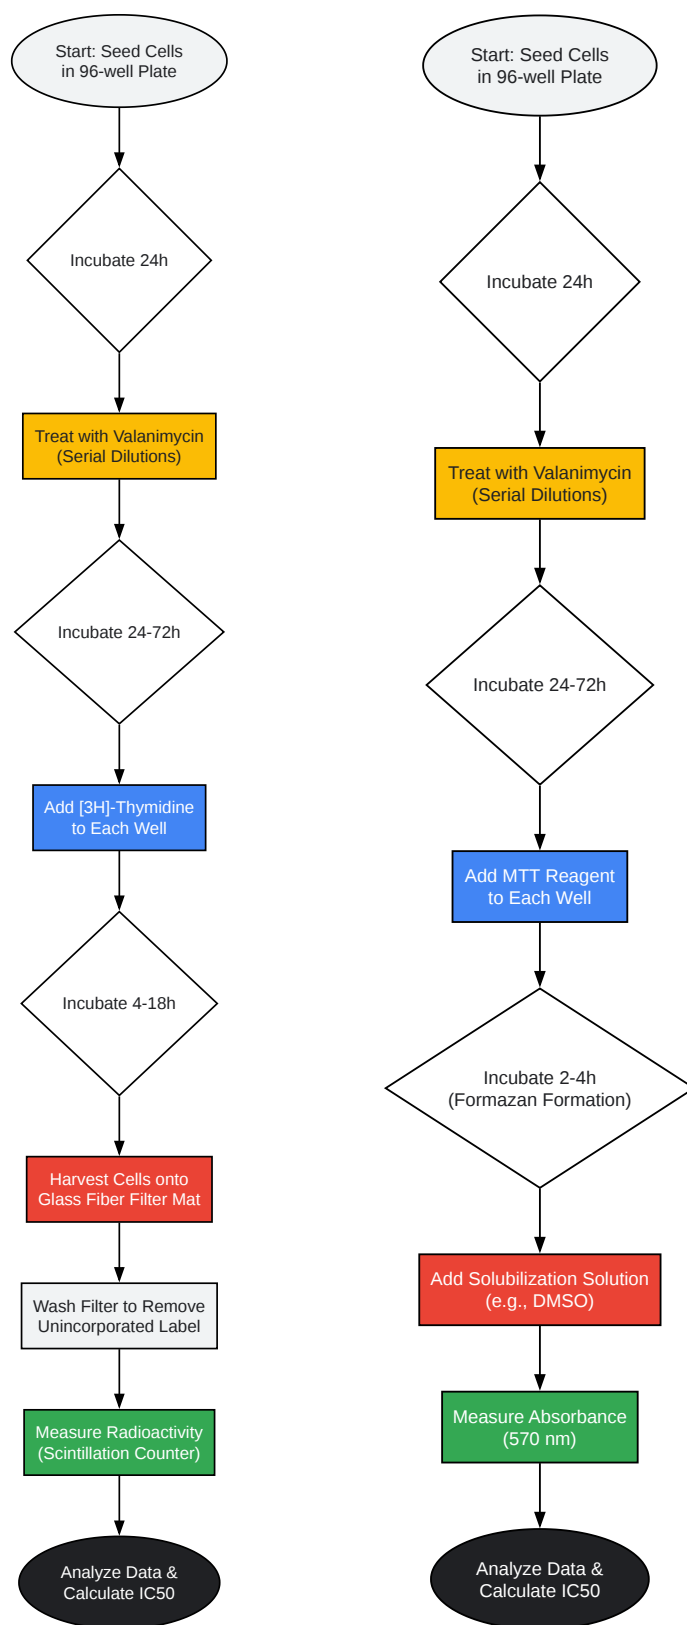 Start: Seed Cells
in 96-well Plate
Incubate 24h
Treat with Valanimycin
(Serial Dilutions)
Incubate 24-72h
Add [3H]-Thymidine
to Each Well
Incubate 4-18h
Harvest Cells onto
Glass Fiber Filter Mat
Wash Filter to Remove
Unincorporated Label
Measure Radioactivity
(Scintillation Counter)
Analyze Data &
Calculate IC50
Start: Seed Cells
in 96-well Plate
Incubate 24h
Treat with Valanimycin
(Serial Dilutions)
Incubate 24-72h
Add MTT Reagent
to Each Well
Incubate 2-4h
(Formazan Formation)
Add Solubilization Solution
(e.g., DMSO)
Measure Absorbance
(570 nm)
Analyze Data &
Calculate IC50